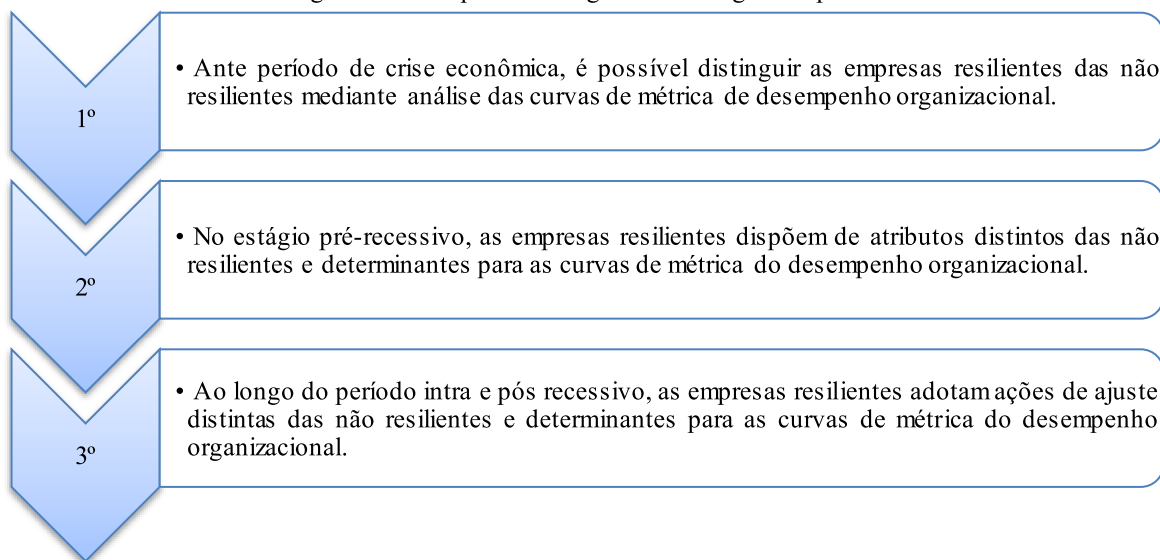 1º
• Ante período de crise econômica, é possível distinguir as empresas resilientes das não
resilientes mediante análise das curvas de métrica de desempenho organizacional.
2º
• No estágio pré-recessivo, as empresas resilientes dispõem de atributos distintos das não
resilientes e determinantes para as curvas de métrica do desempenho organizacional.
3º
• Ao longo do período intra e pós recessivo, as empresas resilientes adotam ações de ajuste
distintas das não resilientes e determinantes para as curvas de métrica do desempenho
organizacional.